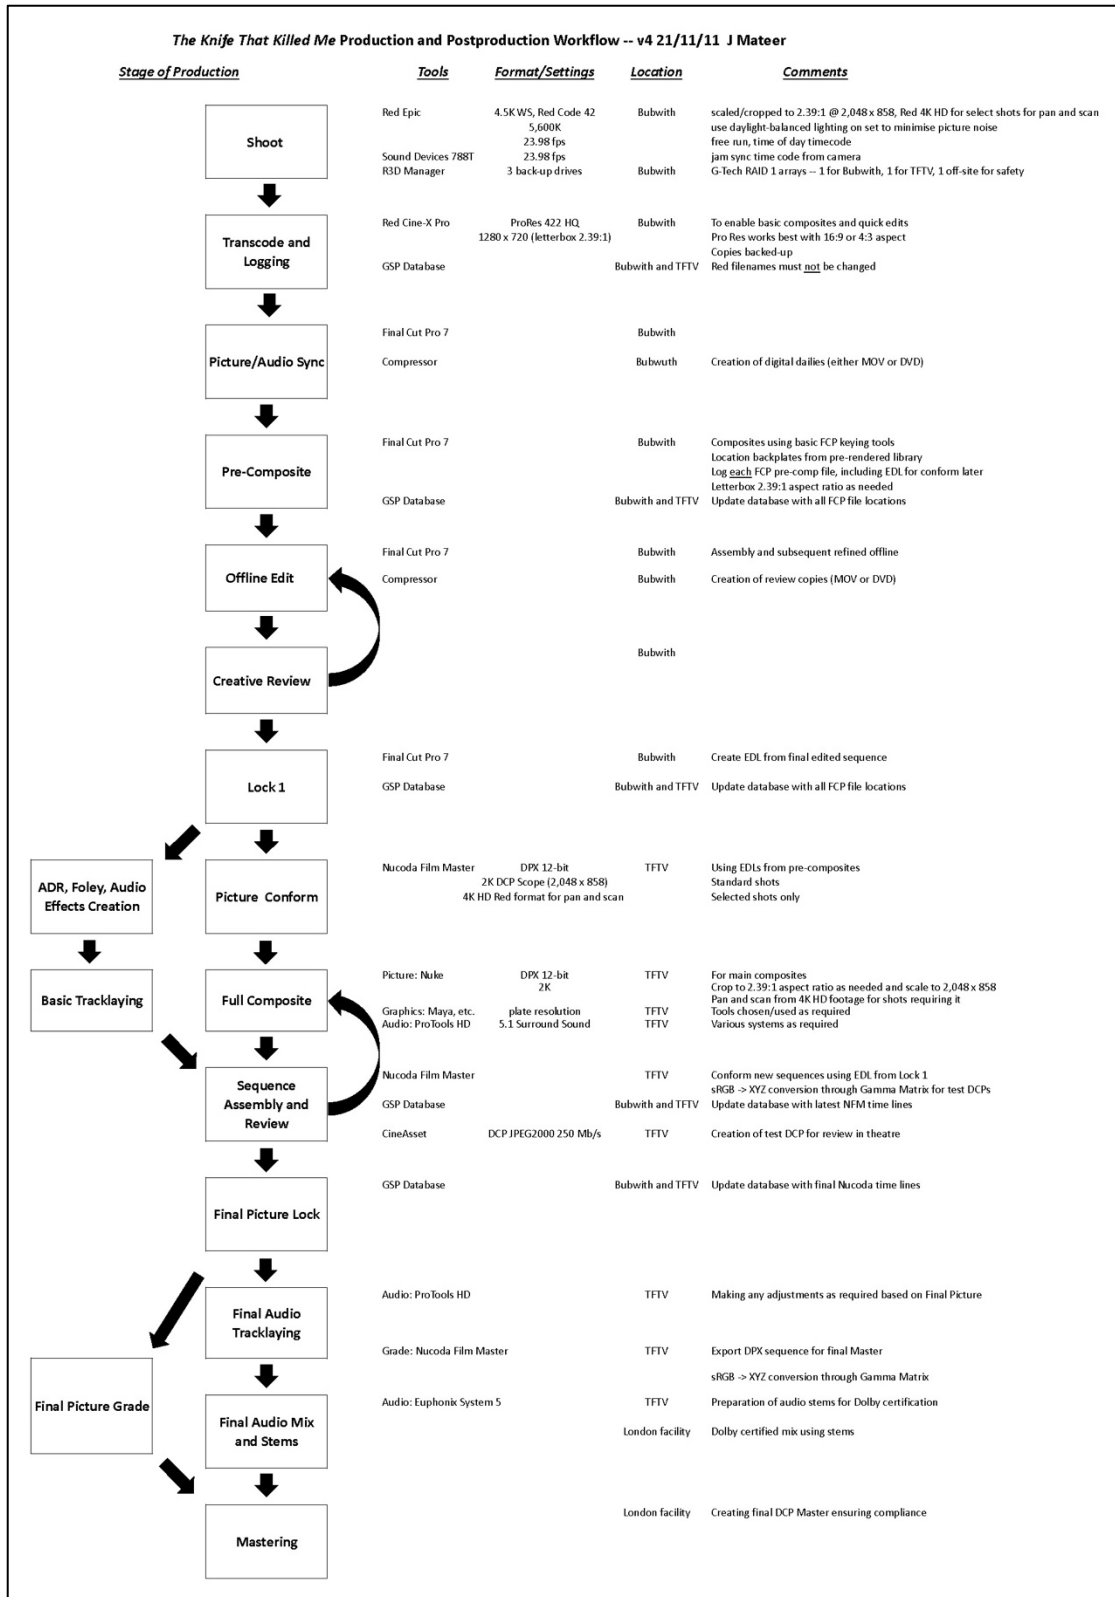 The Knife That Killed Me Production and Postproduction Workflow -- v4 21/11/11 J Mateer
Stage of Production Tools Format/Settings Location Comments
Shoot
Red Epic 4.5K WS, Red Code 42 Bubwith scaled/cropped to 2.39:1 @ 2,048 x 858, Red 4K HD for select shots for pan and scan
5,600K use daylight-balanced lighting on set to minimise picture noise
23.98 fps free run, time of day timecode
Sound Devices 788T 23.98 fps jam sync time code from camera
R3D Manager 3 back-up drives Bubwith G-Tech RAID 1 arrays -- 1 for Bubwith, 1 for TFTV, 1 off-site for safety
Transcode and
Logging
Red Cine-X Pro ProRes 422 HQ Bubwith To enable basic composites and quick edits
1280 x 720 (letterbox 2.39:1) Pro Res works best with 16:9 or 4:3 aspect
Copies backed-up
GSP Database Bubwith and TFTV Red filenames must not be changed
Picture/Audio Sync
Final Cut Pro 7 Bubwith
Compressor Bubwuth Creation of digital dailies (either MOV or DVD)
Pre-Composite
Final Cut Pro 7 Bubwith Composites using basic FCP keying tools
Location backplates from pre-rendered library
Log each FCP pre-comp file, including EDL for conform later
Letterbox 2.39:1 aspect ratio as needed
GSP Database Bubwith and TFTV Update database with all FCP file locations
Offline Edit
Final Cut Pro 7 Bubwith Assembly and subsequent refined offline
Compressor Bubwith Creation of review copies (MOV or DVD)
Creative Review
Bubwith
Lock 1
Final Cut Pro 7 Bubwith Create EDL from final edited sequence
GSP Database Bubwith and TFTV Update database with all FCP file locations
ADR, Foley, Audio
Effects Creation
Picture Conform
Nucoda Film Master DPX 12-bit TFTV Using EDLs from pre-composites
2K DCP Scope (2,048 x 858) Standard shots
4K HD Red format for pan and scan Selected shots only
Basic Tracklaying
Full Composite
Picture: Nuke DPX 12-bit TFTV For main composites
2K Crop to 2.39:1 aspect ratio as needed and scale to 2,048 x 858
Pan and scan from 4K HD footage for shots requiring it
Graphics: Maya, etc. plate resolution TFTV Tools chosen/used as required
Audio: ProTools HD 5.1 Surround Sound TFTV Various systems as required
Sequence
Assembly and
Review
Nucoda Film Master TFTV Conform new sequences using EDL from Lock 1
sRGB -> XYZ conversion through Gamma Matrix for test DCPs
GSP Database Bubwith and TFTV Update database with latest NFM time lines
CineAsset DCP JPEG2000 250 Mb/s TFTV Creation of test DCP for review in theatre
Final Picture Lock
GSP Database Bubwith and TFTV Update database with final Nucoda time lines
Final Audio
Tracklaying
Audio: ProTools HD TFTV Making any adjustments as required based on Final Picture
Grade: Nucoda Film Master TFTV Export DPX sequence for final Master
sRGB -> XYZ conversion through Gamma Matrix
Final Picture Grade
Final Audio Mix
and Stems
Audio: Euphonix System 5 TFTV Preparation of audio stems for Dolby certification
London facility Dolby certified mix using stems
Mastering
London facility Creating final DCP Master ensuring compliance